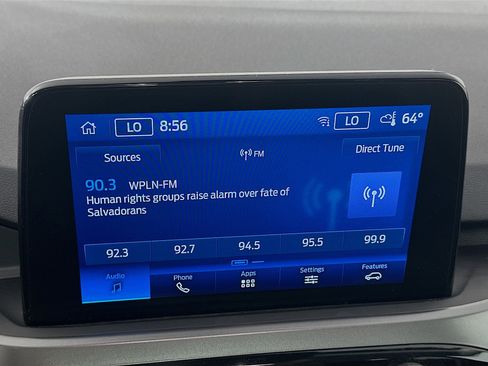 LO 8:56 LO 64°
Sources FM Direct Tune
90.3 WPLN-FM
Human rights groups raise alarm over fate of
Salvadorans
92.3 92.7 94.5 95.5 99.9
Audio Phone Apps Settings Features